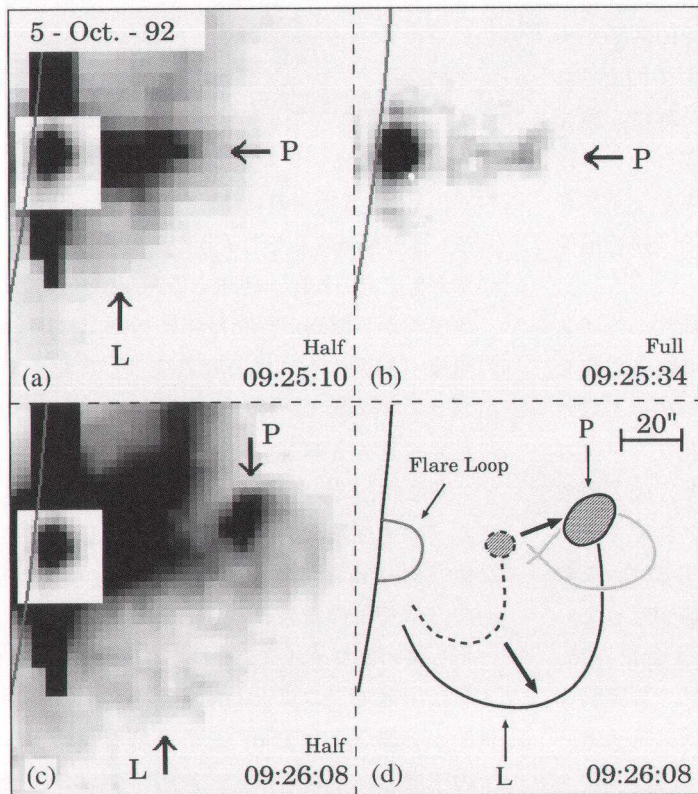 5 - Oct. - 92
P
L
Half
(a)
09:25:10
P
Full
(b)
09:25:34
P
L
Half
(c)
09:26:08
P
20"
Flare Loop
L
(d)
09:26:08